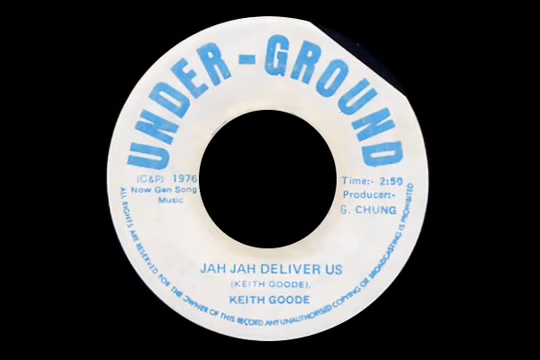 UNDER-GROUND
(C&P) 1976
Now Gen Song
Music
Time:- 2:50
Producer:-
G. CHUNG
JAH JAH DELIVER US
(KEITH GOODE).
KEITH GOODE
ALL RIGHTS ARE RESERVED FOR THE OWNER OF THIS RECORD ANY UNAUTHORISED COPYING OR BROADCASTING IS PROHIBITED